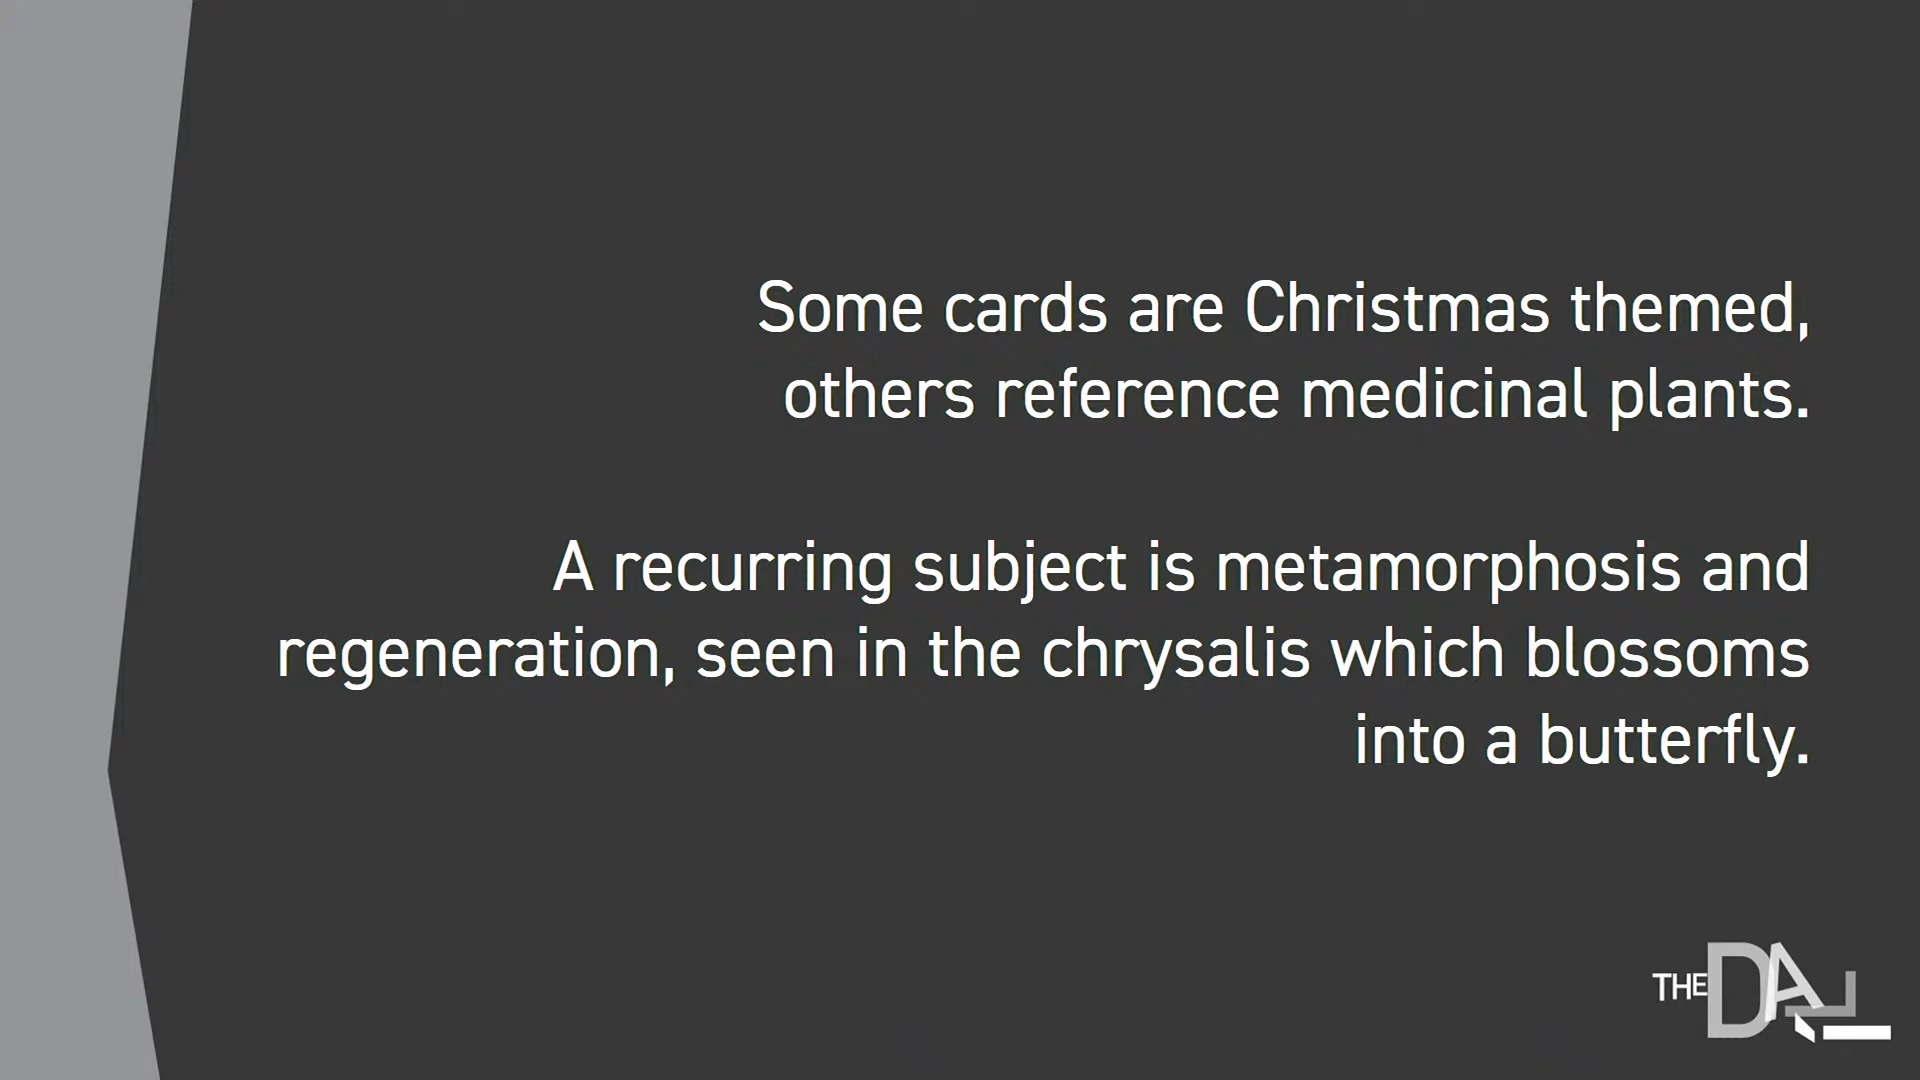 Some cards are Christmas themed,
others reference medicinal plants.
A recurring subject is metamorphosis and
regeneration, seen in the chrysalis which blossoms
into a butterfly.
THE DALÍ